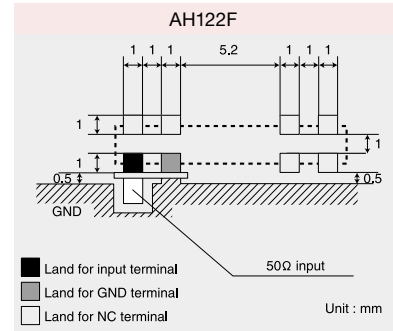 AH122F
1 1 1 5.2 1 1 1
1
1
1
0.5
0.5
GND
50Ω input
Land for input terminal
Land for GND terminal
Land for NC terminal
Unit : mm